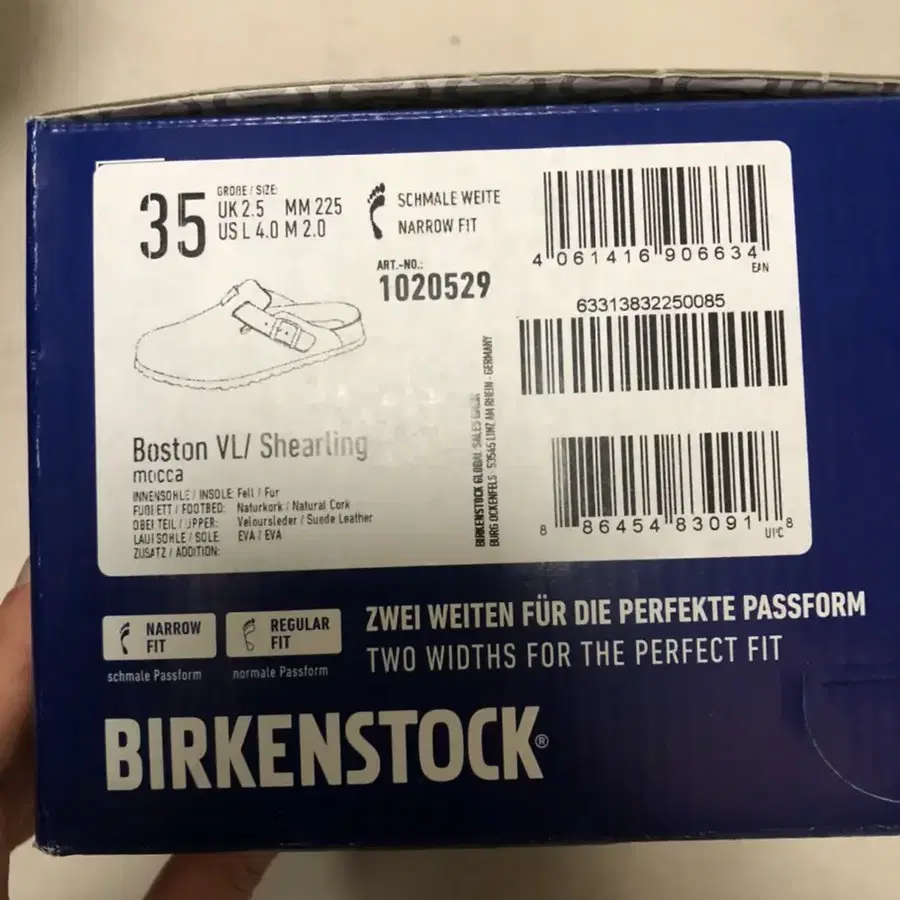 35
GRÖßE / SIZE:
UK 2.5 MM 225
US L 4.0 M 2.0
SCHMALE WEITE
NARROW FIT
ART.-NO.:
1020529
4 061416 906634
EAN
63313832250085
8 86454 83091 8
UPC
BIRKENSTOCK GLOBAL SALES
BURG OCKENFELS · 53545 LINZ AM RHEIN · GERMANY
Boston VL/ Shearling
mocca
INNENSOHLE / INSOLE: Fell / Fur
FUßBETT / FOOTBED: Naturkork / Natural Cork
OBERTEIL / UPPER: Veloursleder / Suede Leather
LAUFSOHLE / SOLE: EVA / EVA
ZUSATZ / ADDITION:
NARROW FIT
schmale Passform
REGULAR FIT
normale Passform
ZWEI WEITEN FÜR DIE PERFEKTE PASSFORM
TWO WIDTHS FOR THE PERFECT FIT
BIRKENSTOCK®